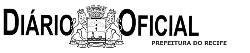 DIÁRIO OFICIAL
PREFEITURA DO RECIFE